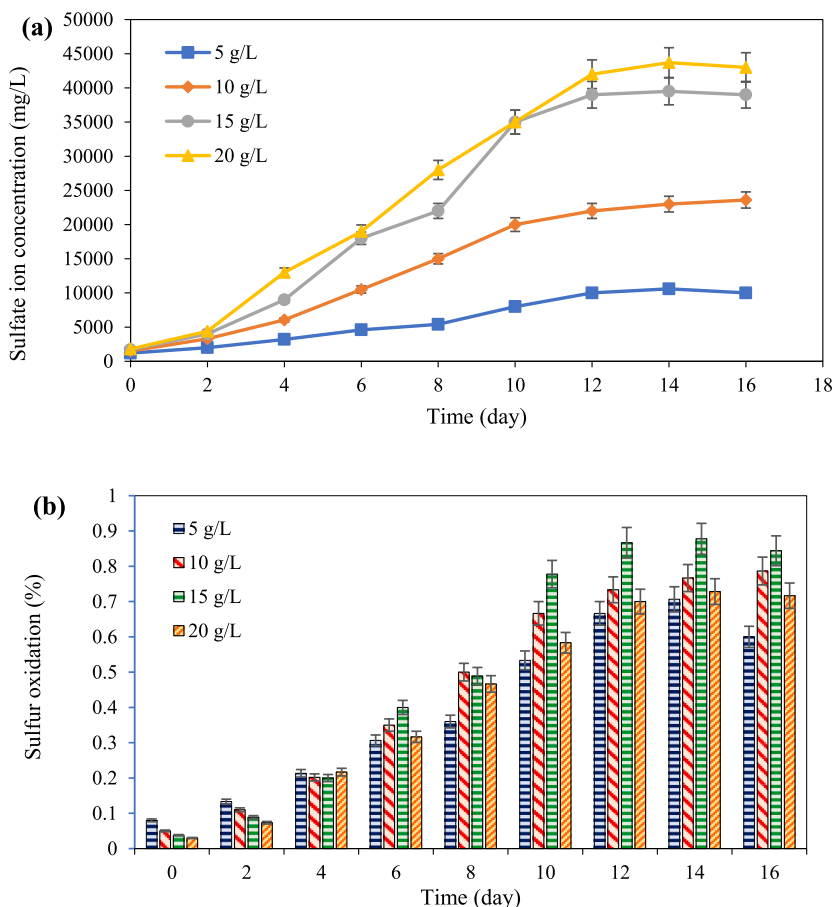 (a)
Sulfate ion concentration (mg/L)
50000
45000
40000
35000
30000
25000
20000
15000
10000
5000
0
5 g/L
10 g/L
15 g/L
20 g/L
0 2 4 6 8 10 12 14 16 18
Time (day)
(b)
Sulfur oxidation (%)
1
0.9
0.8
0.7
0.6
0.5
0.4
0.3
0.2
0.1
0
5 g/L
10 g/L
15 g/L
20 g/L
0 2 4 6 8 10 12 14 16
Time (day)